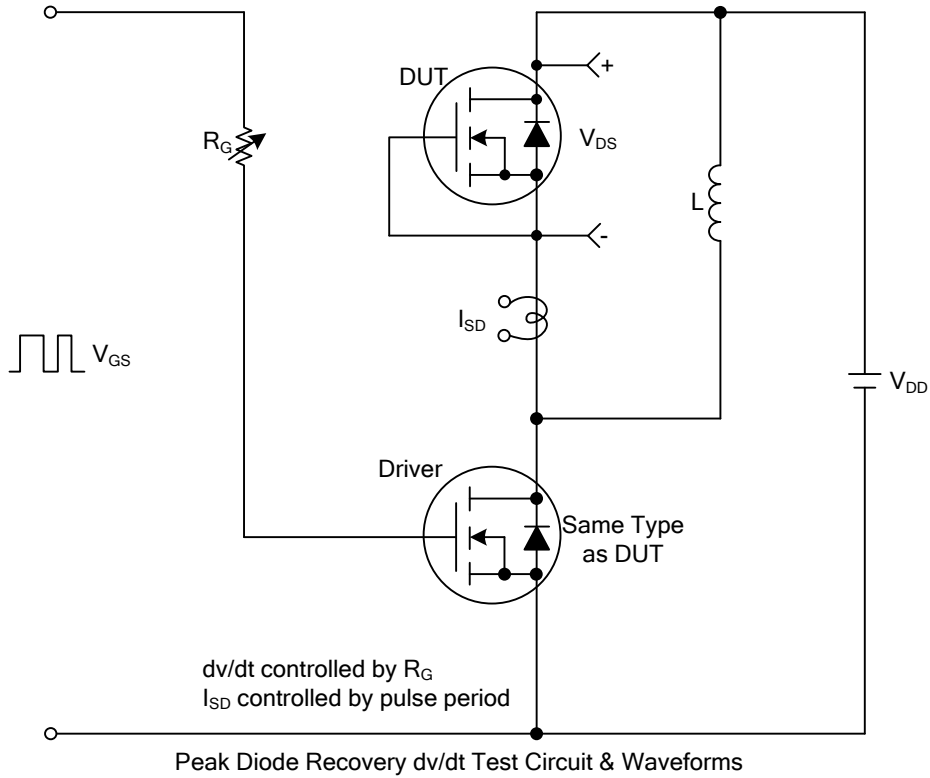 DUT
+
V_DS
R_G
L
-
I_SD
V_GS
V_DD
Driver
Same Type
as DUT
dv/dt controlled by R_G
I_SD controlled by pulse period
Peak Diode Recovery dv/dt Test Circuit & Waveforms